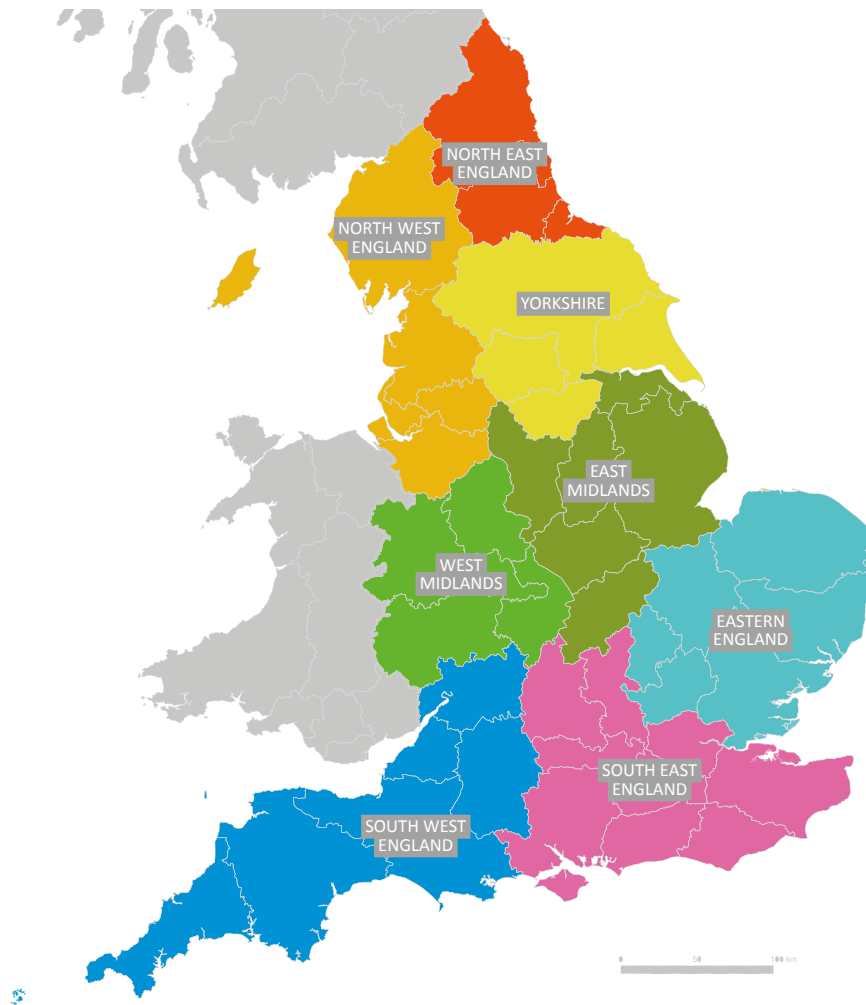 NORTH EAST
ENGLAND
NORTH WEST
ENGLAND
YORKSHIRE
EAST
MIDLANDS
WEST
MIDLANDS
EASTERN
ENGLAND
SOUTH EAST
ENGLAND
SOUTH WEST
ENGLAND
0 50 100 km